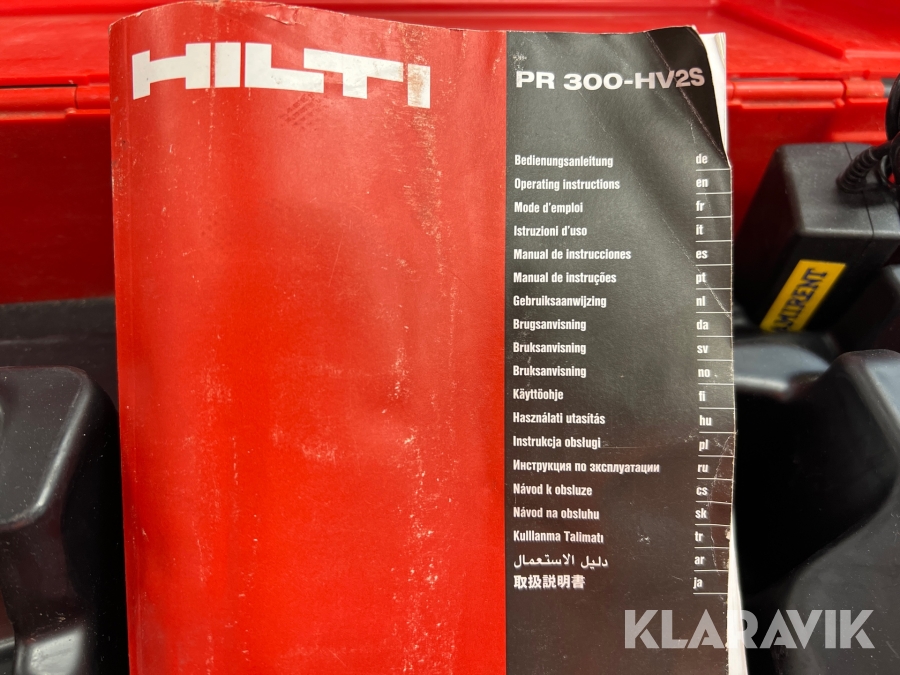 HILTI
PR 300-HV2S
Bedienungsanleitung de
Operating instructions en
Mode d'emploi fr
Istruzioni d'uso it
Manual de instrucciones es
Manual de instruções pt
Gebruiksaanwijzing nl
Brugsanvisning da
Bruksanvisning sv
Bruksanvisning no
Käyttöohje fi
Használati utasítás hu
Instrukcja obsługi pl
Инструкция по эксплуатации ru
Návod k obsluze cs
Návod na obsluhu sk
Kulllanma Talimatı tr
دليل الاستعمال ar
取扱説明書 ja
RAMIRENT
KLARAVIK